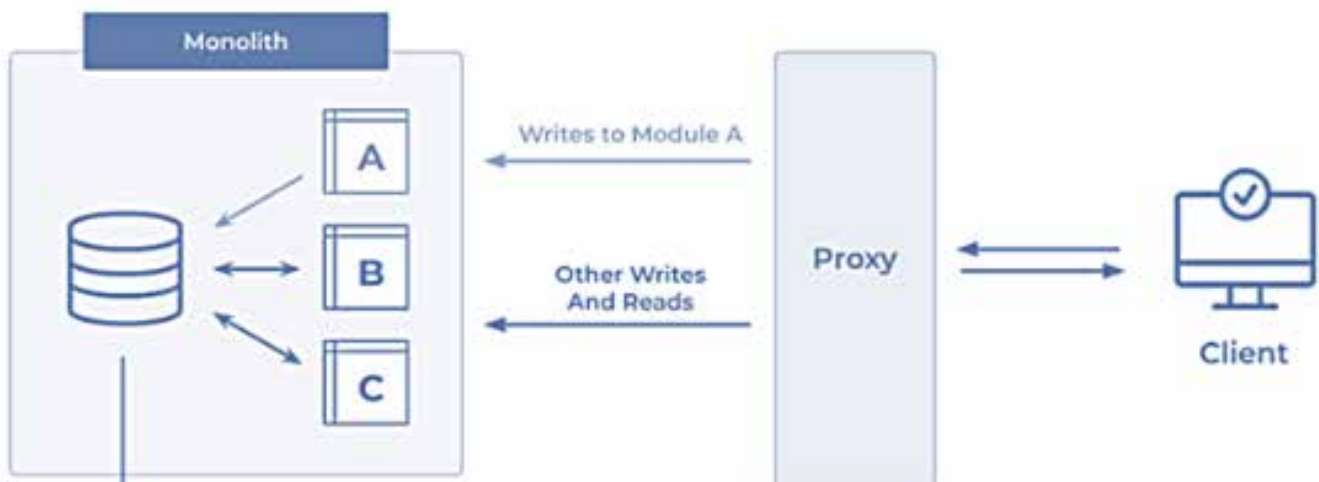 Monolith
A
Writes to Module A
B
Other Writes
And Reads
C
Proxy
Client